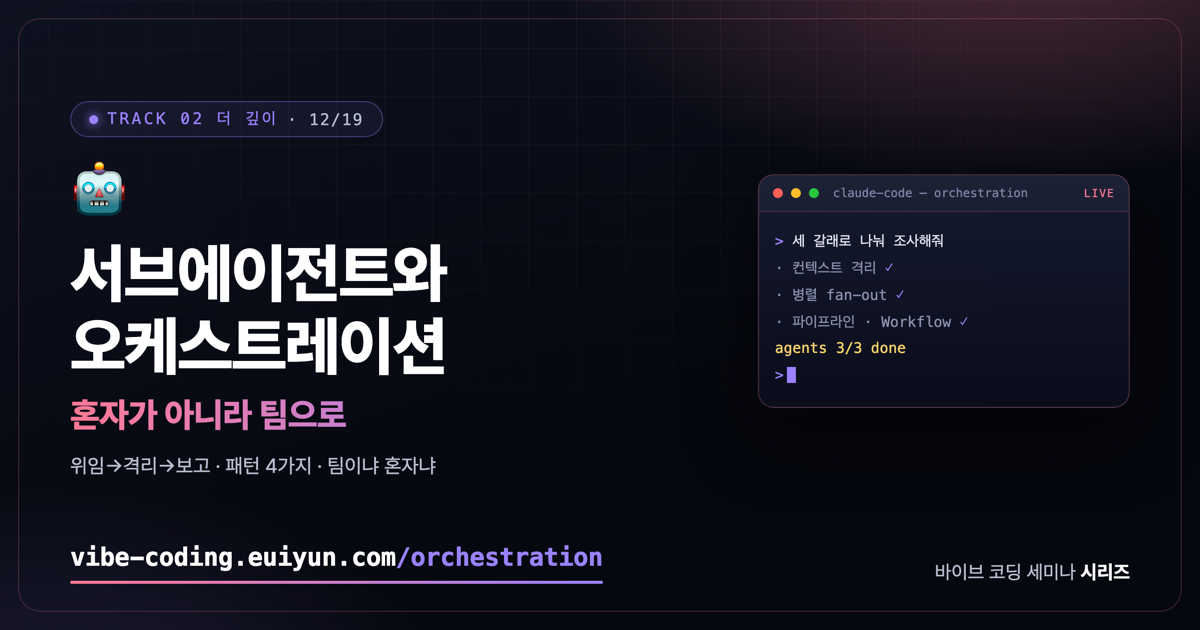 TRACK 02 더 깊이 · 12/19
서브에이전트와
오케스트레이션
혼자가 아니라 팀으로
위임→격리→보고 · 패턴 4가지 · 팀이냐 혼자냐
vibe-coding.euiyun.com/orchestration
claude-code — orchestration LIVE
> 세 갈래로 나눠 조사해줘
· 컨텍스트 격리 ✓
· 병렬 fan-out ✓
· 파이프라인 · Workflow ✓
agents 3/3 done
>
바이브 코딩 세미나 시리즈